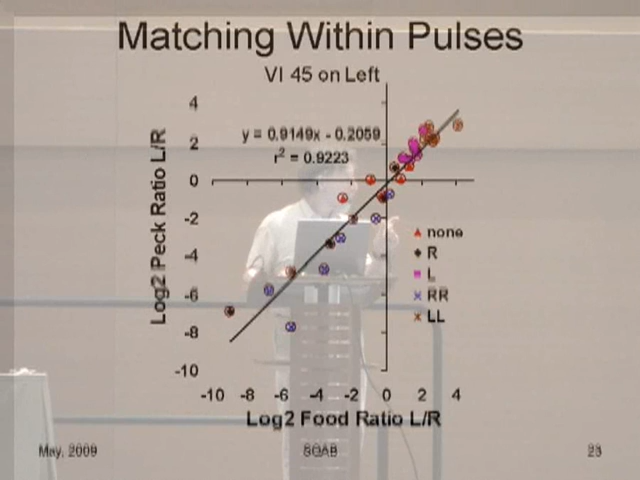 Matching Within Pulses
VI 45 on Left
y = 0.9149x - 0.2059
r² = 0.9223
Log2 Peck Ratio L/R
4
2
0
-2
-4
-6
-8
-10
none
R
L
RR
LL
-10 -8 -6 -4 -2 0 2 4
Log2 Food Ratio L/R
May, 2009 SQAB 23